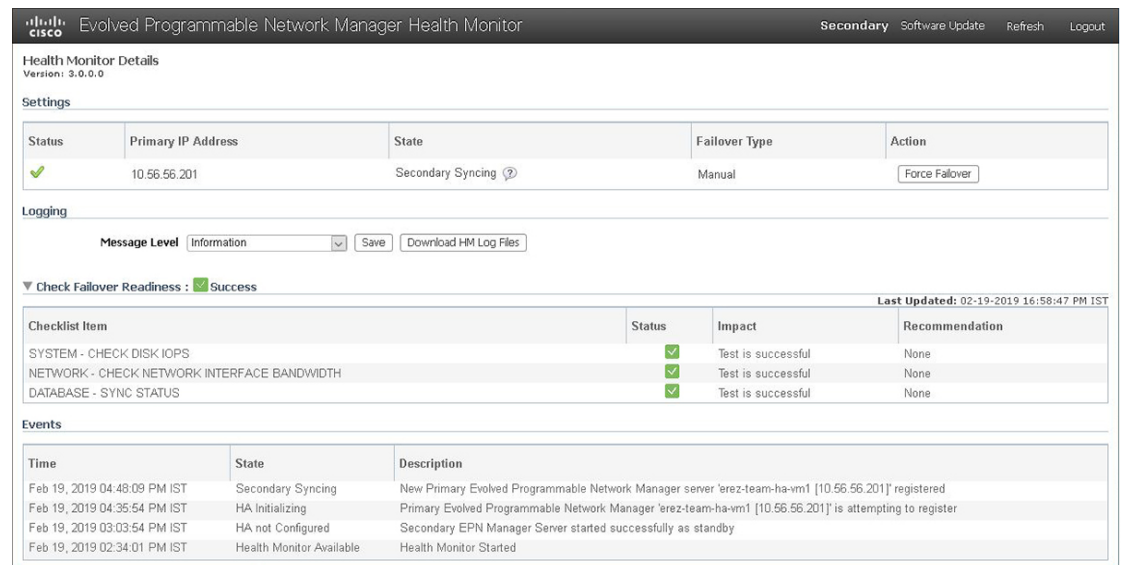 CISCO Evolved Programmable Network Manager Health Monitor Secondary Software Update Refresh Logout
Health Monitor Details
Version: 3.0.0.0
Settings
Status Primary IP Address State Failover Type Action
10.56.56.201 Secondary Syncing ? Manual Force Failover
Logging
Message Level Information Save Download HM Log Files
Check Failover Readiness : Success
Last Updated: 02-19-2019 16:58:47 PM IST
Checklist Item Status Impact Recommendation
SYSTEM - CHECK DISK IOPS Test is successful None
NETWORK - CHECK NETWORK INTERFACE BANDWIDTH Test is successful None
DATABASE - SYNC STATUS Test is successful None
Events
Time State Description
Feb 19, 2019 04:48:09 PM IST Secondary Syncing New Primary Evolved Programmable Network Manager server 'erez-team-ha-vm1 [10.56.56.201]' registered
Feb 19, 2019 04:35:54 PM IST HA Initializing Primary Evolved Programmable Network Manager 'erez-team-ha-vm1 [10.56.56.201]' is attempting to register
Feb 19, 2019 03:03:54 PM IST HA not Configured Secondary EPN Manager Server started successfully as standby
Feb 19, 2019 02:34:01 PM IST Health Monitor Available Health Monitor Started